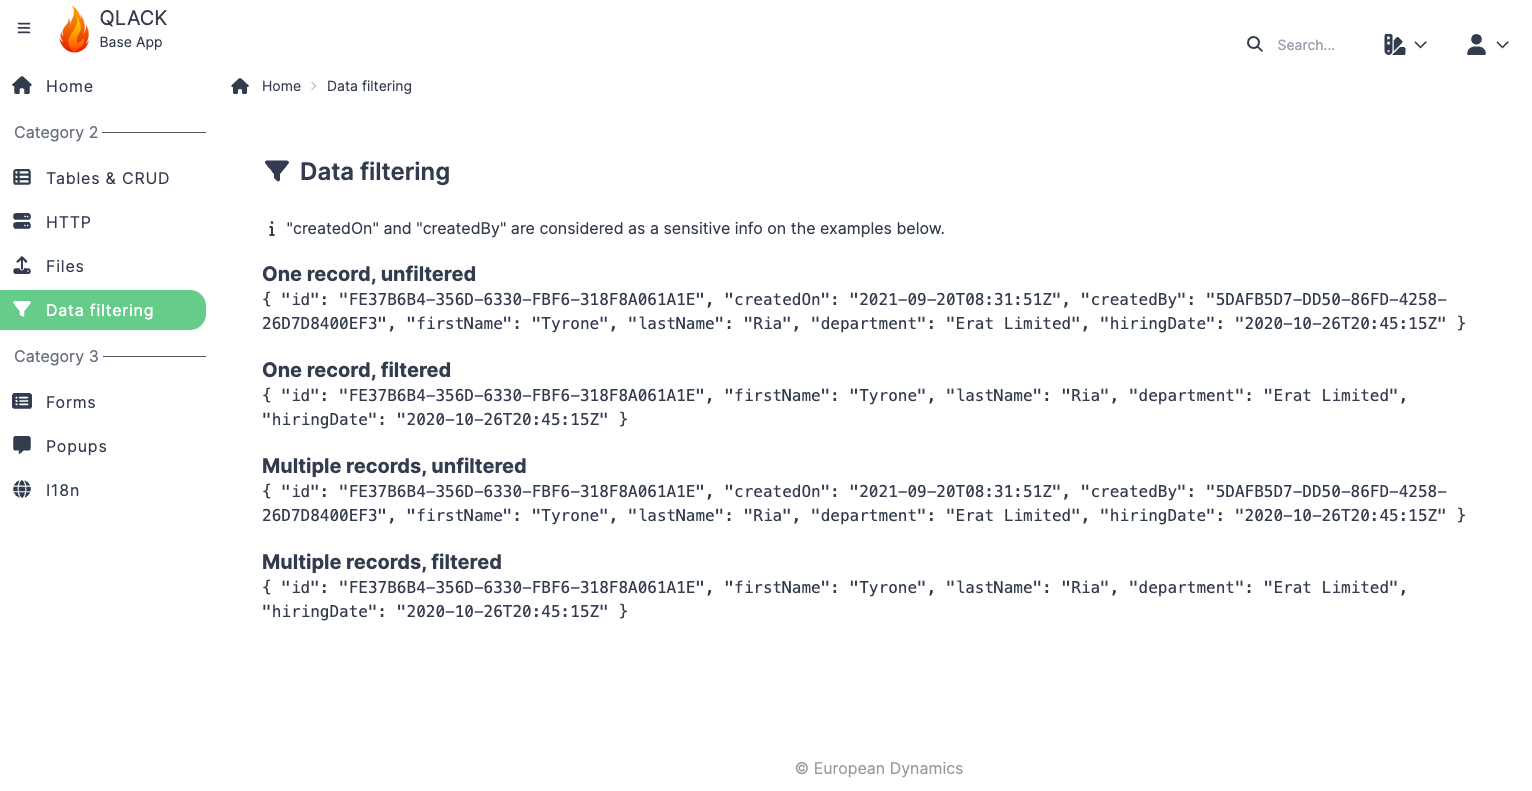 QLACK
Base App
Search...
Home
Category 2
Tables & CRUD
HTTP
Files
Data filtering
Category 3
Forms
Popups
I18n
Home > Data filtering
Data filtering
i "createdOn" and "createdBy" are considered as a sensitive info on the examples below.
One record, unfiltered
{ "id": "FE37B6B4-356D-6330-FBF6-318F8A061A1E", "createdOn": "2021-09-20T08:31:51Z", "createdBy": "5DAFB5D7-DD50-86FD-4258-
26D7D8400EF3", "firstName": "Tyrone", "lastName": "Ria", "department": "Erat Limited", "hiringDate": "2020-10-26T20:45:15Z" }
One record, filtered
{ "id": "FE37B6B4-356D-6330-FBF6-318F8A061A1E", "firstName": "Tyrone", "lastName": "Ria", "department": "Erat Limited",
"hiringDate": "2020-10-26T20:45:15Z" }
Multiple records, unfiltered
{ "id": "FE37B6B4-356D-6330-FBF6-318F8A061A1E", "createdOn": "2021-09-20T08:31:51Z", "createdBy": "5DAFB5D7-DD50-86FD-4258-
26D7D8400EF3", "firstName": "Tyrone", "lastName": "Ria", "department": "Erat Limited", "hiringDate": "2020-10-26T20:45:15Z" }
Multiple records, filtered
{ "id": "FE37B6B4-356D-6330-FBF6-318F8A061A1E", "firstName": "Tyrone", "lastName": "Ria", "department": "Erat Limited",
"hiringDate": "2020-10-26T20:45:15Z" }
© European Dynamics